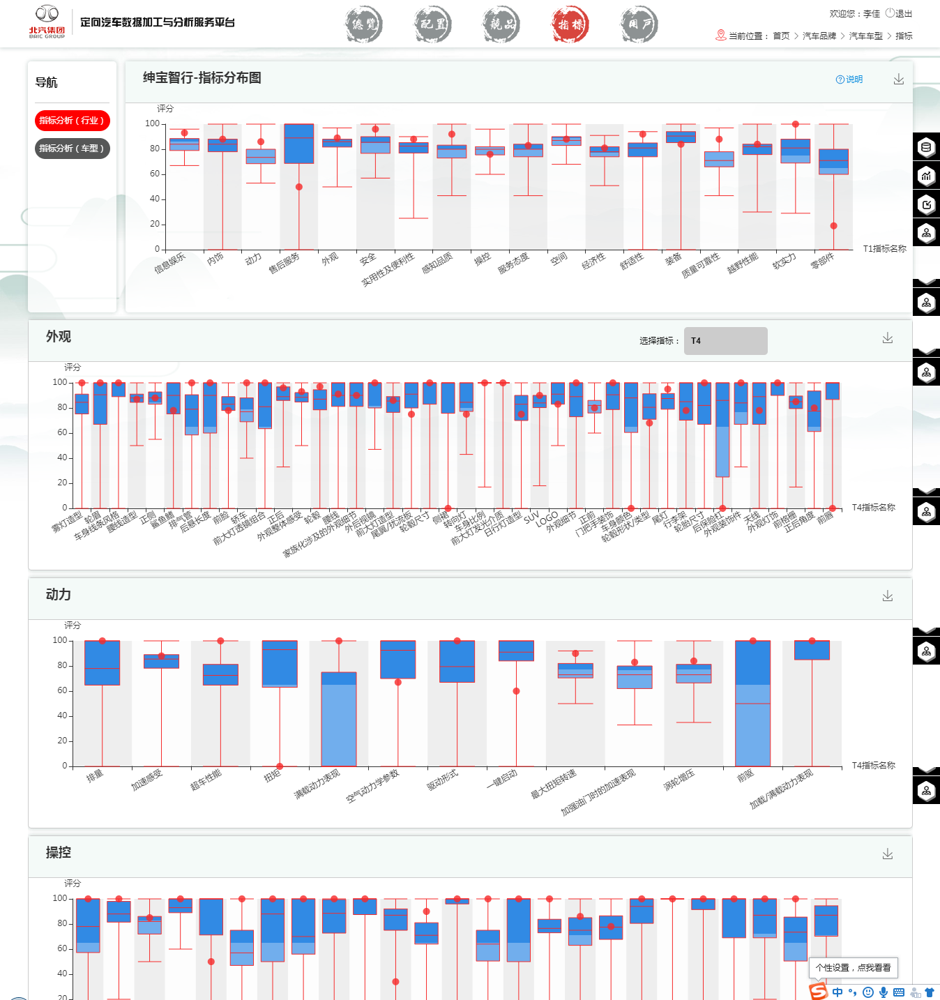 北汽集团
BAIC GROUP
定向汽车数据加工与分析服务平台
總覽
配置
競品
指標
用戶
欢迎您：李佳 退出
当前位置： 首页 > 汽车品牌 > 汽车车型 > 指标
导航
指标分析（行业）
指标分析（车型）
绅宝智行-指标分布图
说明
评分
100
80
60
40
20
0
信息娱乐
内饰
动力
售后服务
外观
安全
实用性及便利性
感知品质
操控
服务态度
空间
经济性
舒适性
装备
质量可靠性
越野性能
软实力
零部件
T1指标名称
外观
选择指标： T4
评分
100
80
60
40
20
0
雾灯造型
轮眉
车身线条风格
腰线造型
正侧
鲨鱼鳍
排气管
后悬长度
前脸
轿车
前大灯透镜组合
正后
外观整体感受
轮毂
腰线
家族化涉及的外观细节
外后视镜
前大灯造型
尾翼/扰流板
轮毂尺寸
侧裙
转向灯
车身比例
前大灯发光介质
日行灯造型
SUV
LOGO
外观细节
正前
门把手装饰
车身颜色
轮毂形状/类型
尾灯
行李架
轮胎尺寸
后保险杠
外观装饰件
天线
外观灯饰
前格栅
正后角度
前唇
T4指标名称
动力
评分
100
80
60
40
20
0
排量
加速感受
超车性能
扭矩
满载动力表现
空气动力学参数
驱动形式
一键启动
最大扭矩转速
加强油门时的加速表现
涡轮增压
前驱
加载/满载动力表现
T4指标名称
操控
评分
100
80
60
40
20
个性设置，点我看看
中